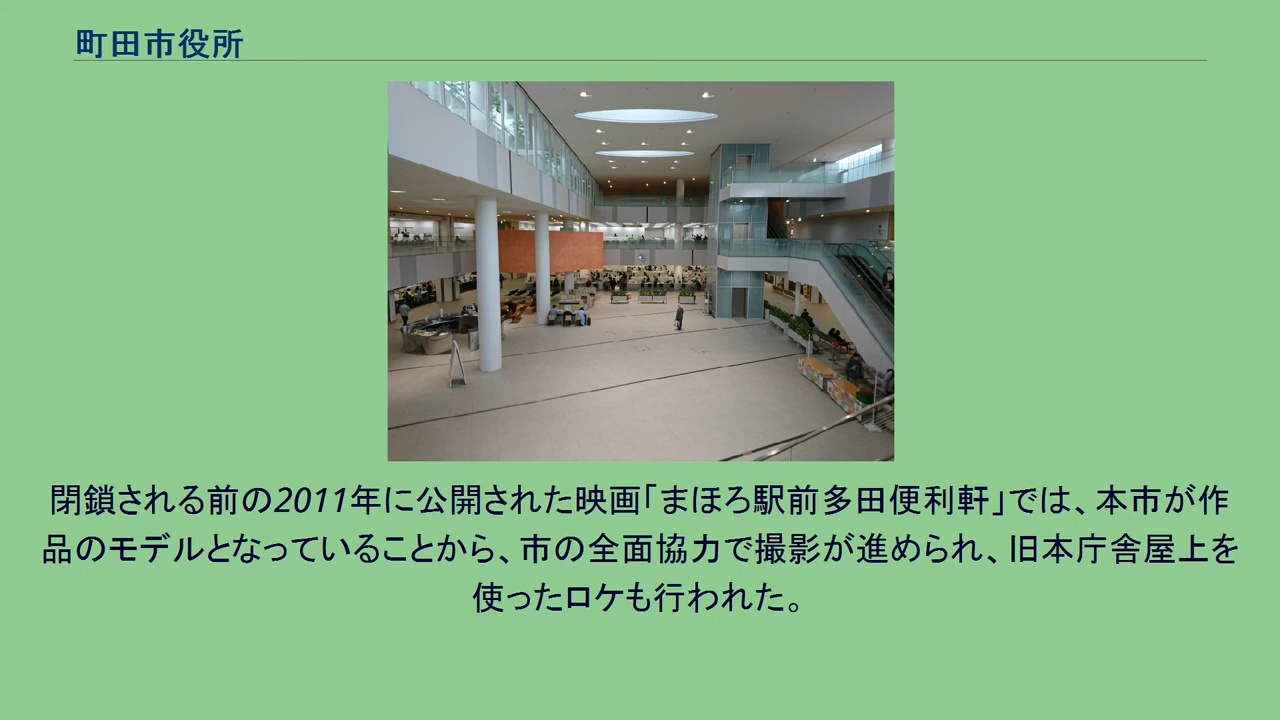 町田市役所
閉鎖される前の2011年に公開された映画「まほろ駅前多田便利軒」では、本市が作
品のモデルとなっていることから、市の全面協力で撮影が進められ、旧本庁舎屋上を
使ったロケも行われた。